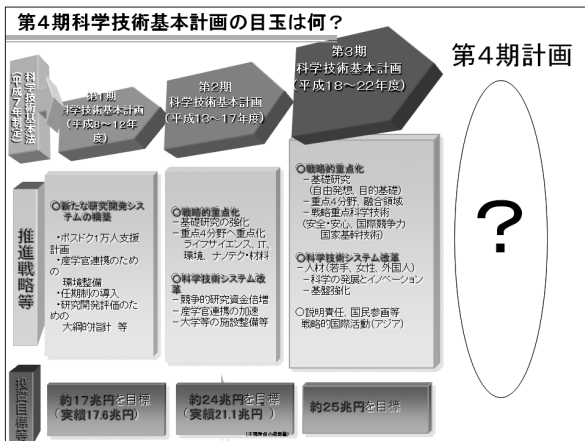 第4期科学技術基本計画の目玉は何?
科学技術基本法
(平成7年制定)
第1期
科学技術基本計画
(平成8~12年
度)
第2期
科学技術基本計画
(平成13~17年度)
第3期
科学技術基本計画
(平成18~22年度)
第4期計画
?
推進戦略等
○新たな研究開発シス
テムの構築
・ポスドク1万人支援
計画
・産学官連携のため
の
環境整備
・任期制の導入
・研究開発評価のため
の
大綱的指針 等
○戦略的重点化
-基礎研究の強化
-重点4分野へ重点化
ライフサイエンス、IT、
環境、ナノテク・材料
○科学技術システム改
革
-競争的研究資金倍増
-産学官連携の加速
-大学等の施設整備等
○戦略的重点化
-基礎研究
(自由発想、目的基礎)
-重点4分野、融合領域
-戦略重点科学技術
(安全・安心、国際競争力
国家基幹技術)
○科学技術システム改革
-人材(若手、女性、外国人)
-科学の発展とイノベーション
-基盤強化
○説明責任、国民参画等
戦略的国際活動(アジア)
投資目標等
約17兆円を目標
(実績17.6兆円)
約24兆円を目標
(実績21.1兆円)
約25兆円を目標